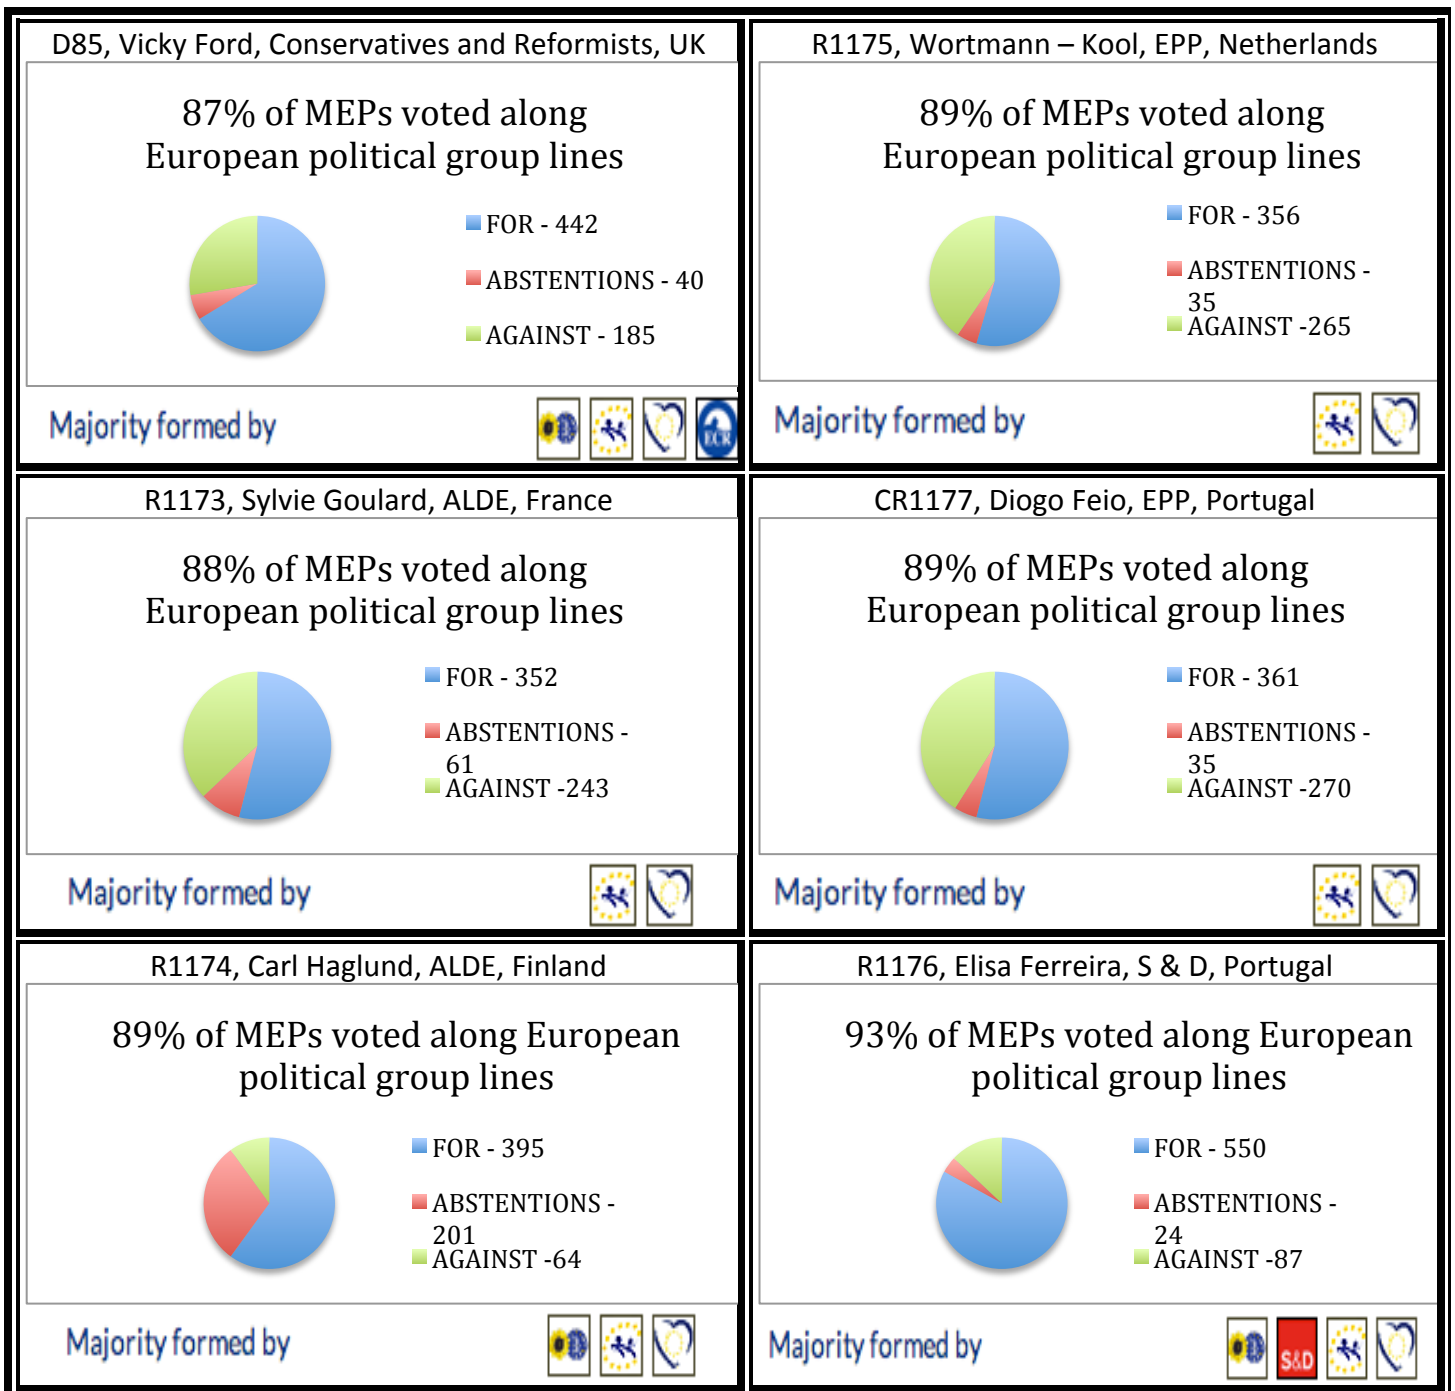 D85, Vicky Ford, Conservatives and Reformists, UK
87% of MEPs voted along
European political group lines
FOR - 442
ABSTENTIONS - 40
AGAINST - 185
Majority formed by
ECR
R1175, Wortmann – Kool, EPP, Netherlands
89% of MEPs voted along
European political group lines
FOR - 356
ABSTENTIONS -
35
AGAINST -265
Majority formed by
R1173, Sylvie Goulard, ALDE, France
88% of MEPs voted along
European political group lines
FOR - 352
ABSTENTIONS -
61
AGAINST -243
Majority formed by
CR1177, Diogo Feio, EPP, Portugal
89% of MEPs voted along
European political group lines
FOR - 361
ABSTENTIONS -
35
AGAINST -270
Majority formed by
R1174, Carl Haglund, ALDE, Finland
89% of MEPs voted along European
political group lines
FOR - 395
ABSTENTIONS -
201
AGAINST -64
Majority formed by
R1176, Elisa Ferreira, S & D, Portugal
93% of MEPs voted along European
political group lines
FOR - 550
ABSTENTIONS -
24
AGAINST -87
Majority formed by
S&D